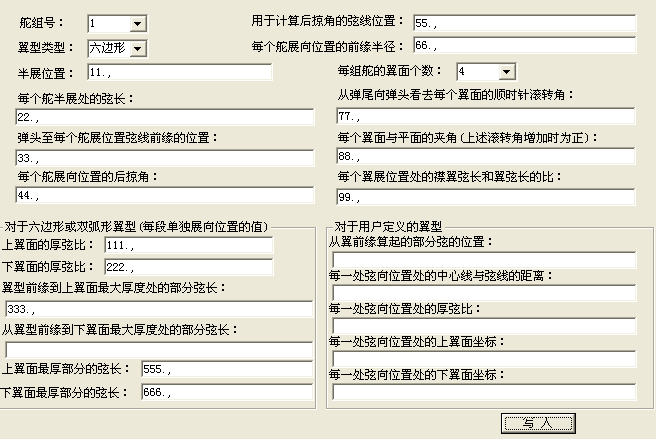 舵组号： 1
翼型类型： 六边形
半展位置： 11.,
每个舵半展处的弦长：
22.,
弹头至每个舵展位置弦线前缘的位置：
33.,
每个舵展向位置的后掠角：
44.,
用于计算后掠角的弦线位置： 55.,
每个舵展向位置的前缘半径： 66.,
每组舵的翼面个数： 4
从弹尾向弹头看去每个翼面的顺时针滚转角：
77.,
每个翼面与平面的夹角(上述滚转角增加时为正)：
88.,
每个翼展位置处的襟翼弦长和翼弦长的比：
99.,
对于六边形或双弧形翼型(每段单独展向位置的值)
上翼面的厚弦比： 111.,
下翼面的厚弦比： 222.,
翼型前缘到上翼面最大厚度处的部分弦长：
333.,
从翼型前缘到下翼面最大厚度处的部分弦长：
上翼面最厚部分的弦长： 555.,
下翼面最厚部分的弦长： 666.,
对于用户定义的翼型
从翼前缘算起的部分弦的位置：
每一处弦向位置处的中心线与弦线的距离：
每一处弦向位置处的厚弦比：
每一处弦向位置处的上翼面坐标：
每一处弦向位置处的下翼面坐标：
写 入